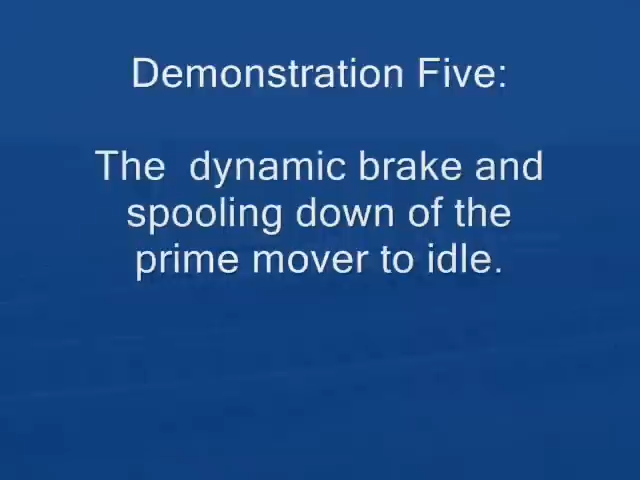 Demonstration Five:
The  dynamic brake and
spooling down of the
prime mover to idle.